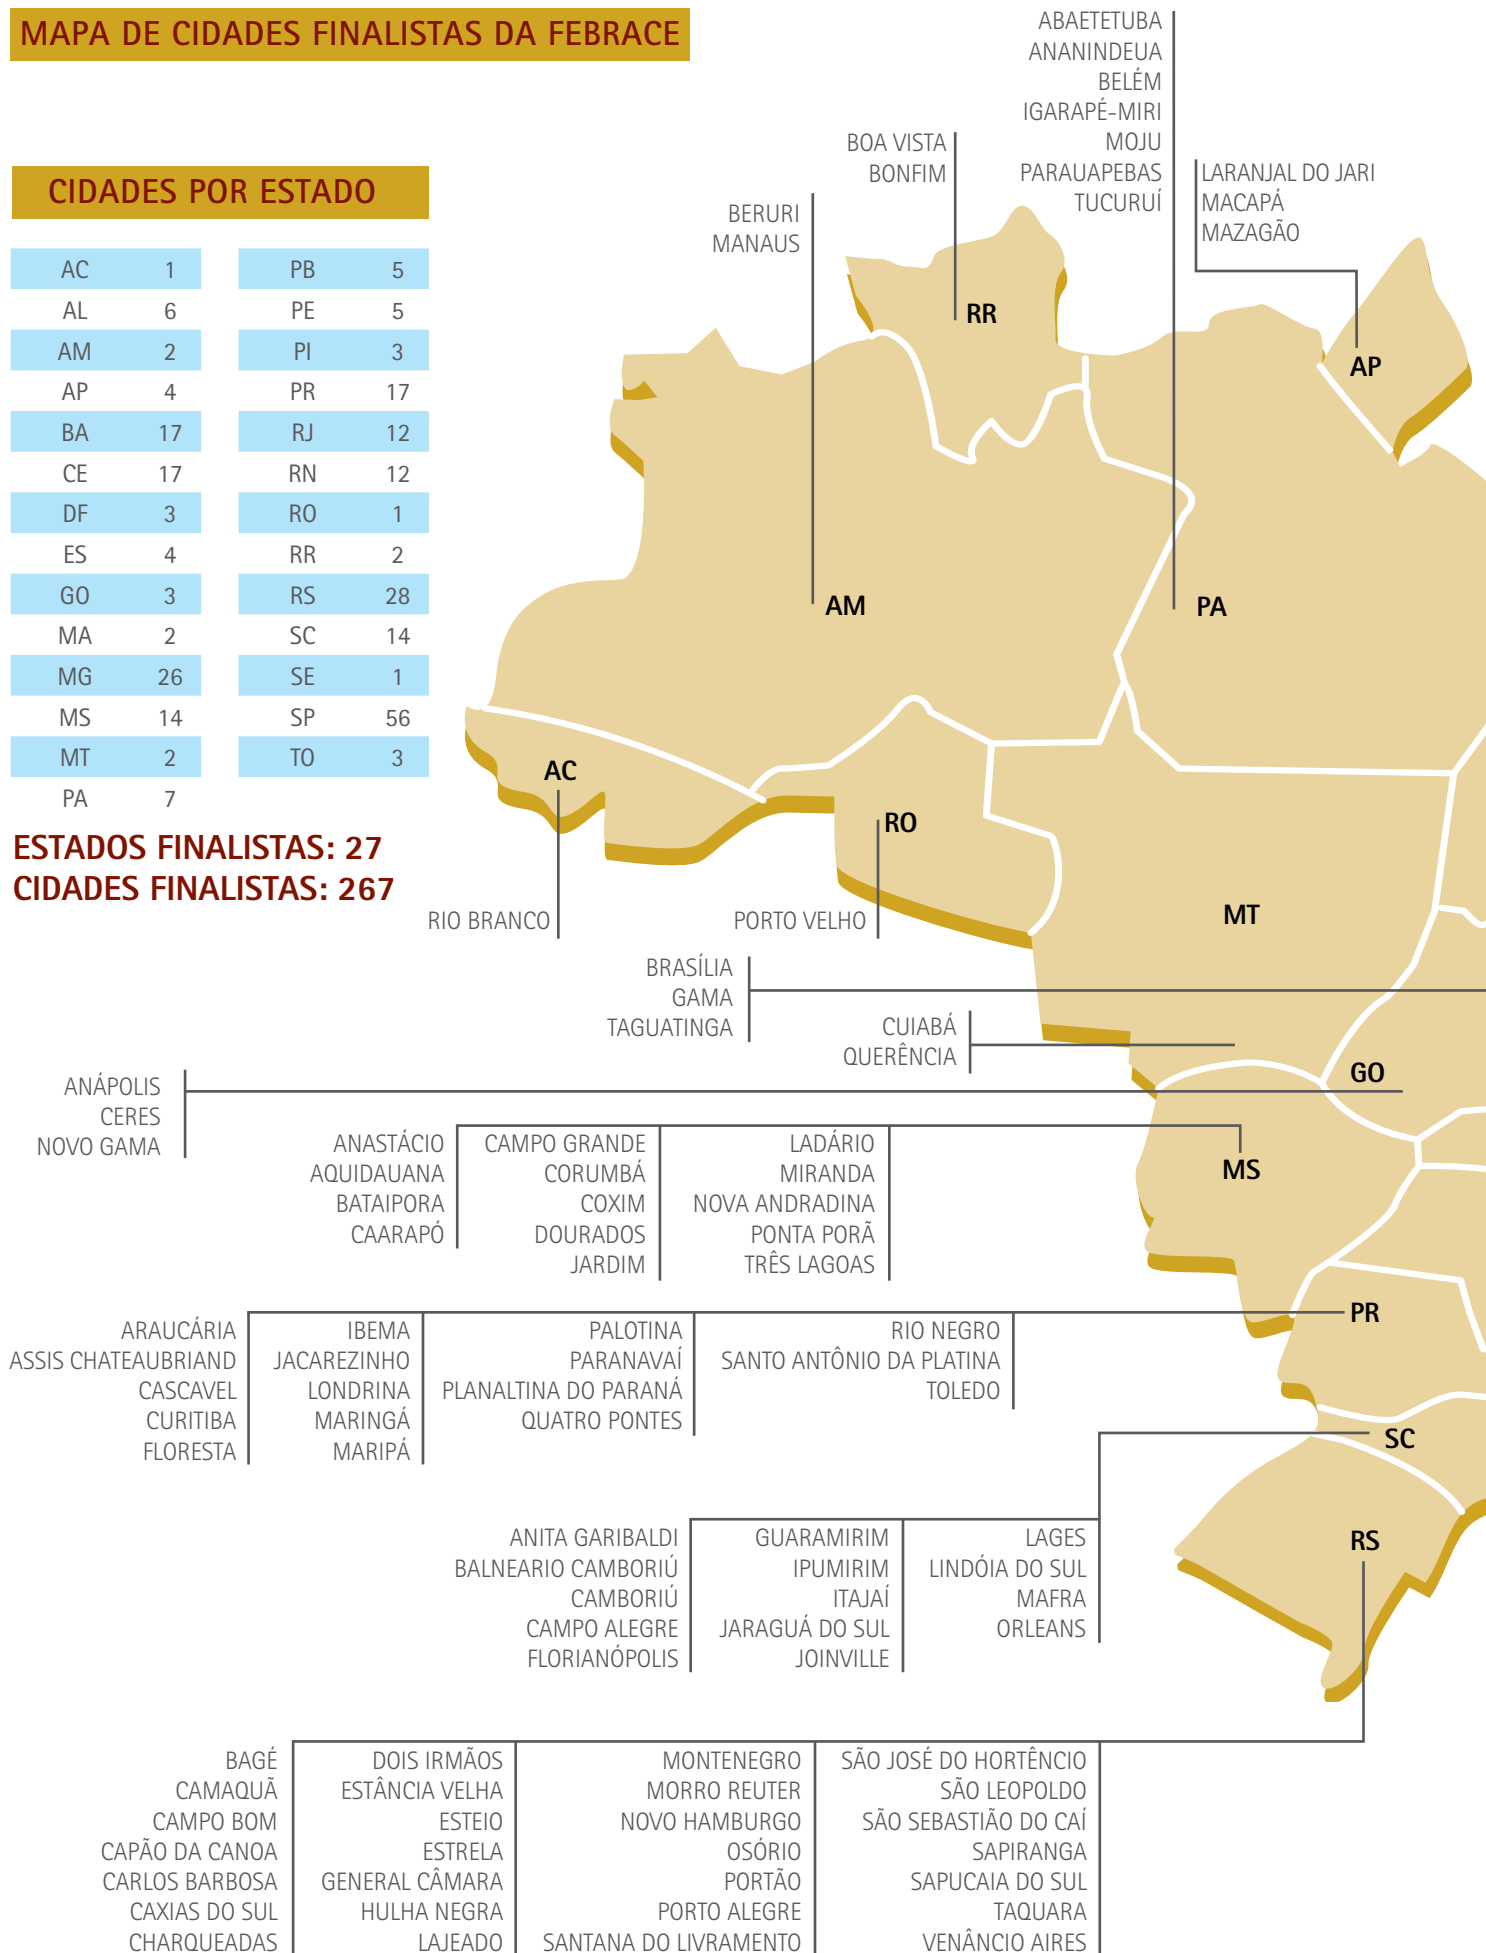 MAPA DE CIDADES FINALISTAS DA FEBRACE
CIDADES POR ESTADO
AC 1
AL 6
AM 2
AP 4
BA 17
CE 17
DF 3
ES 4
GO 3
MA 2
MG 26
MS 14
MT 2
PA 7
PB 5
PE 5
PI 3
PR 17
RJ 12
RN 12
RO 1
RR 2
RS 28
SC 14
SE 1
SP 56
TO 3
ESTADOS FINALISTAS: 27
CIDADES FINALISTAS: 267
ABAETETUBA
ANANINDEUA
BELÉM
IGARAPÉ-MIRI
MOJU
PARAUAPEBAS
TUCURUÍ
BOA VISTA
BONFIM
BERURI
MANAUS
LARANJAL DO JARI
MACAPÁ
MAZAGÃO
RR
AP
AM
PA
AC
RO
MT
GO
MS
PR
SC
RS
RIO BRANCO
PORTO VELHO
BRASÍLIA
GAMA
TAGUATINGA
CUIABÁ
QUERÊNCIA
ANÁPOLIS
CERES
NOVO GAMA
ANASTÁCIO
AQUIDAUANA
BATAIPORA
CAARAPÓ
CAMPO GRANDE
CORUMBÁ
COXIM
DOURADOS
JARDIM
LADÁRIO
MIRANDA
NOVA ANDRADINA
PONTA PORÃ
TRÊS LAGOAS
ARAUCÁRIA
ASSIS CHATEAUBRIAND
CASCAVEL
CURITIBA
FLORESTA
IBEMA
JACAREZINHO
LONDRINA
MARINGÁ
MARIPÁ
PALOTINA
PARANAVAÍ
PLANALTINA DO PARANÁ
QUATRO PONTES
RIO NEGRO
SANTO ANTÔNIO DA PLATINA
TOLEDO
ANITA GARIBALDI
BALNEARIO CAMBORIÚ
CAMBORIÚ
CAMPO ALEGRE
FLORIANÓPOLIS
GUARAMIRIM
IPUMIRIM
ITAJAÍ
JARAGUÁ DO SUL
JOINVILLE
LAGES
LINDÓIA DO SUL
MAFRA
ORLEANS
BAGÉ
CAMAQUÃ
CAMPO BOM
CAPÃO DA CANOA
CARLOS BARBOSA
CAXIAS DO SUL
CHARQUEADAS
DOIS IRMÃOS
ESTÂNCIA VELHA
ESTEIO
ESTRELA
GENERAL CÂMARA
HULHA NEGRA
LAJEADO
MONTENEGRO
MORRO REUTER
NOVO HAMBURGO
OSÓRIO
PORTÃO
PORTO ALEGRE
SANTANA DO LIVRAMENTO
SÃO JOSÉ DO HORTÊNCIO
SÃO LEOPOLDO
SÃO SEBASTIÃO DO CAÍ
SAPIRANGA
SAPUCAIA DO SUL
TAQUARA
VENÂNCIO AIRES